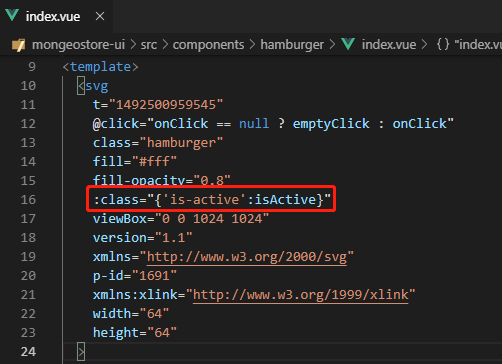 index.vue
mongeostore-ui > src > components > hamburger > index.vue > {} "index.vu
9 <template>
10 <svg
11 t="1492500959545"
12 @click="onClick == null ? emptyClick : onClick"
13 class="hamburger"
14 fill="#fff"
15 fill-opacity="0.8"
16 :class="{'is-active':isActive}"
17 viewBox="0 0 1024 1024"
18 version="1.1"
19 xmlns="http://www.w3.org/2000/svg"
20 p-id="1691"
21 xmlns:xlink="http://www.w3.org/1999/xlink"
22 width="64"
23 height="64"
24 >